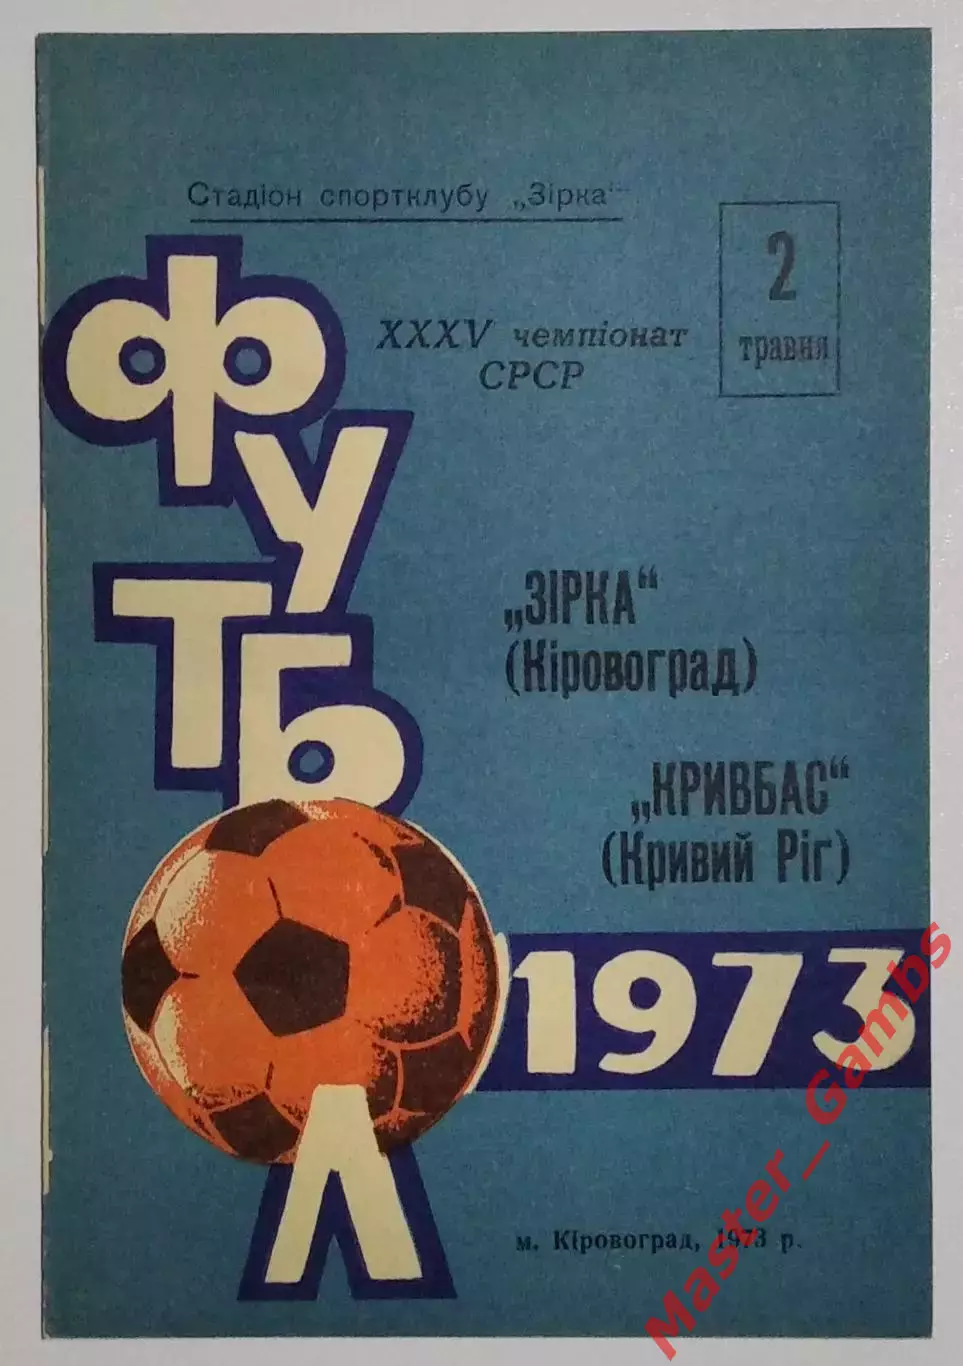 Стадіон спортклубу „Зірка"
2
травня
XXXV чемпіонат
СРСР
ФУТБОЛ
„ЗІРКА"
(Кіровоград)
„КРИВБАС"
(Кривий Ріг)
1973
м. Кіровоград, 1973 р.
Master_Gambs